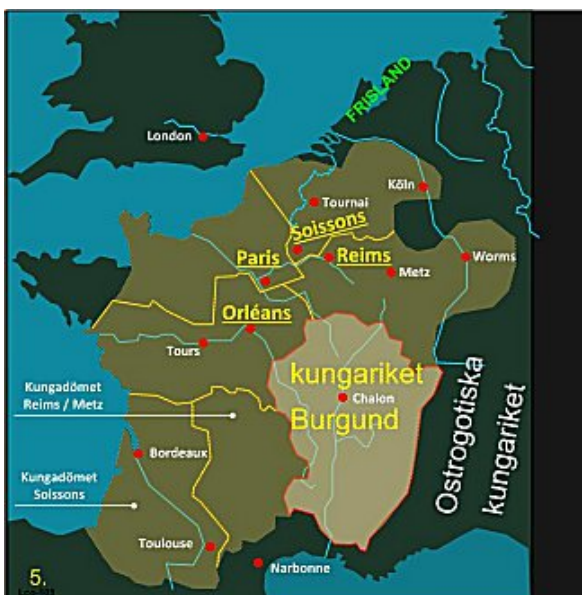 FRISLAND
London
Köln
Tournai
Soissons
Paris
Reims
Worms
Metz
Orléans
Tours
kungariket
Burgund
Chalon
Kungadömet
Reims / Metz
Ostrogotiska
kungariket
Bordeaux
Kungadömet
Soissons
Toulouse
Narbonne
5.